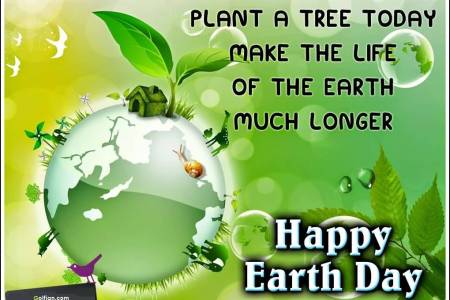 PLANT A TREE TODAY
MAKE THE LIFE
OF THE EARTH
MUCH LONGER
Happy
Earth Day